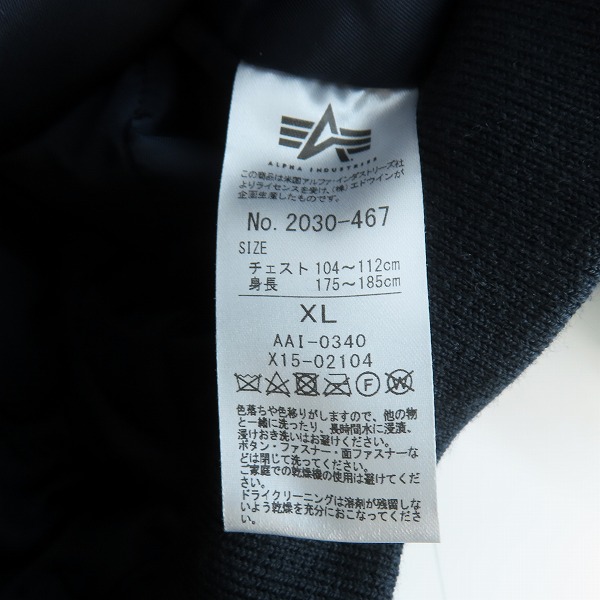 ALPHA INDUSTRIES
この商品は米国アルファ・インダストリーズ社
よりライセンスを受け、(株)エドウインが
企画生産したものです。
No. 2030-467
SIZE
チェスト 104～112cm
身長 175～185cm
XL
AAI-0340
X15-02104
F W
色落ちや色移りがしますので、他の物
と一緒に洗ったり、長時間水に浸漬、
浸けおき洗いはお避けください。
ボタン・ファスナー・面ファスナーな
どは閉じて洗ってください。
ご家庭での乾燥機の使用は避けてくだ
さい。
ドライクリーニングは溶剤が残留しな
いよう乾燥を充分におこなってください。